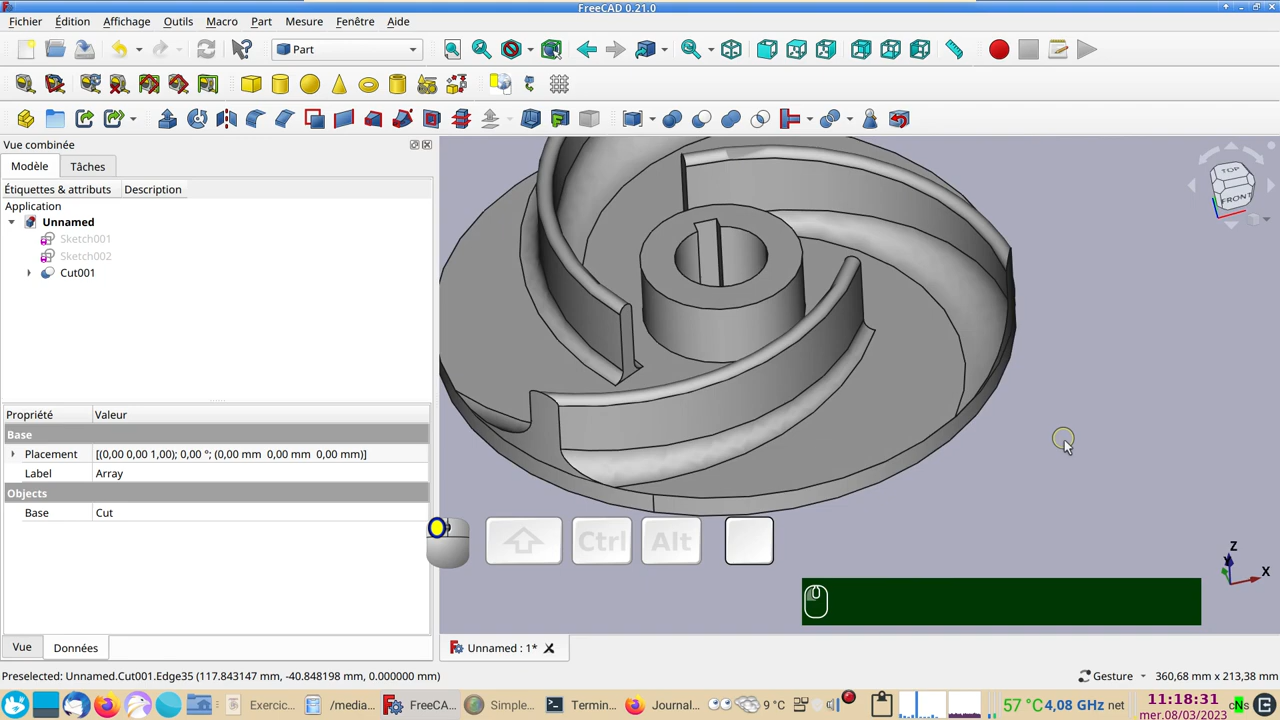 FreeCAD 0.21.0
Fichier Édition Affichage Outils Macro Part Mesure Fenêtre Aide
Part
Vue combinée
Modèle Tâches
Étiquettes & attributs Description
Application
Unnamed
Sketch001
Sketch002
Cut001
Propriété Valeur
Base
Placement [(0,00 0,00 1,00); 0,00 °; (0,00 mm 0,00 mm 0,00 mm)]
Label Array
Objects
Base Cut
TOP
FRONT
Ctrl Alt
Z
X
Vue Données
Unnamed : 1*
Preselected: Unnamed.Cut001.Edge35 (117.843147 mm, -40.848198 mm, 0.000000 mm)
Gesture 360,68 mm x 213,38 mm
Exercic... /media... FreeCA... Simple... Termin... Journal... 9 °C 57 °C 4,08 GHz net 11:18:31
mer.08/03/2023